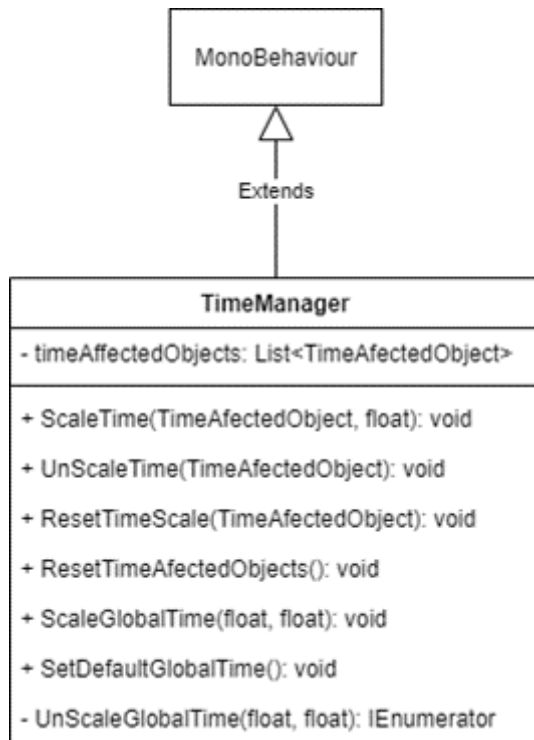 MonoBehaviour
Extends
TimeManager
- timeAffectedObjects: List<TimeAfectedObject>
+ ScaleTime(TimeAfectedObject, float): void
+ UnScaleTime(TimeAfectedObject): void
+ ResetTimeScale(TimeAfectedObject): void
+ ResetTimeAfectedObjects(): void
+ ScaleGlobalTime(float, float): void
+ SetDefaultGlobalTime(): void
- UnScaleGlobalTime(float, float): IEnumerator